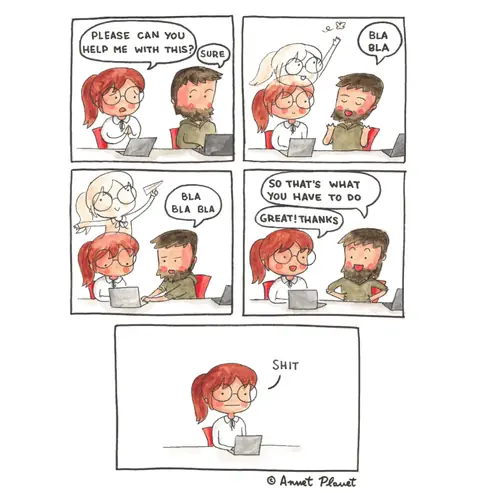 PLEASE CAN YOU
HELP ME WITH THIS?
SURE
BLA
BLA
BLA
BLA BLA
SO THAT'S WHAT
YOU HAVE TO DO
GREAT! THANKS
SHIT
© Annet Planet